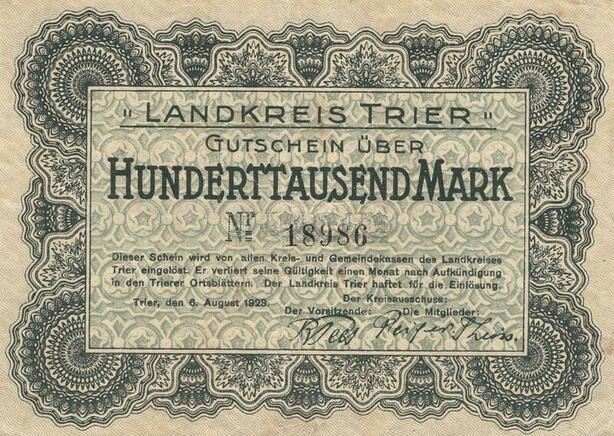 „ LANDKREIS TRIER "
GUTSCHEIN ÜBER
HUNDERTTAUSEND MARK
Nr 18986
Dieser Schein wird von allen Kreis- und Gemeindekassen des Landkreises
Trier eingelöst. Er verliert seine Gültigkeit einen Monat nach Aufkündigung
in den Trierer Ortsblättern. Der Landkreis Trier haftet für die Einlösung.
Trier, den 6. August 1923. Der Kreisausschuss:
Der Vorsitzende: Die Mitglieder: